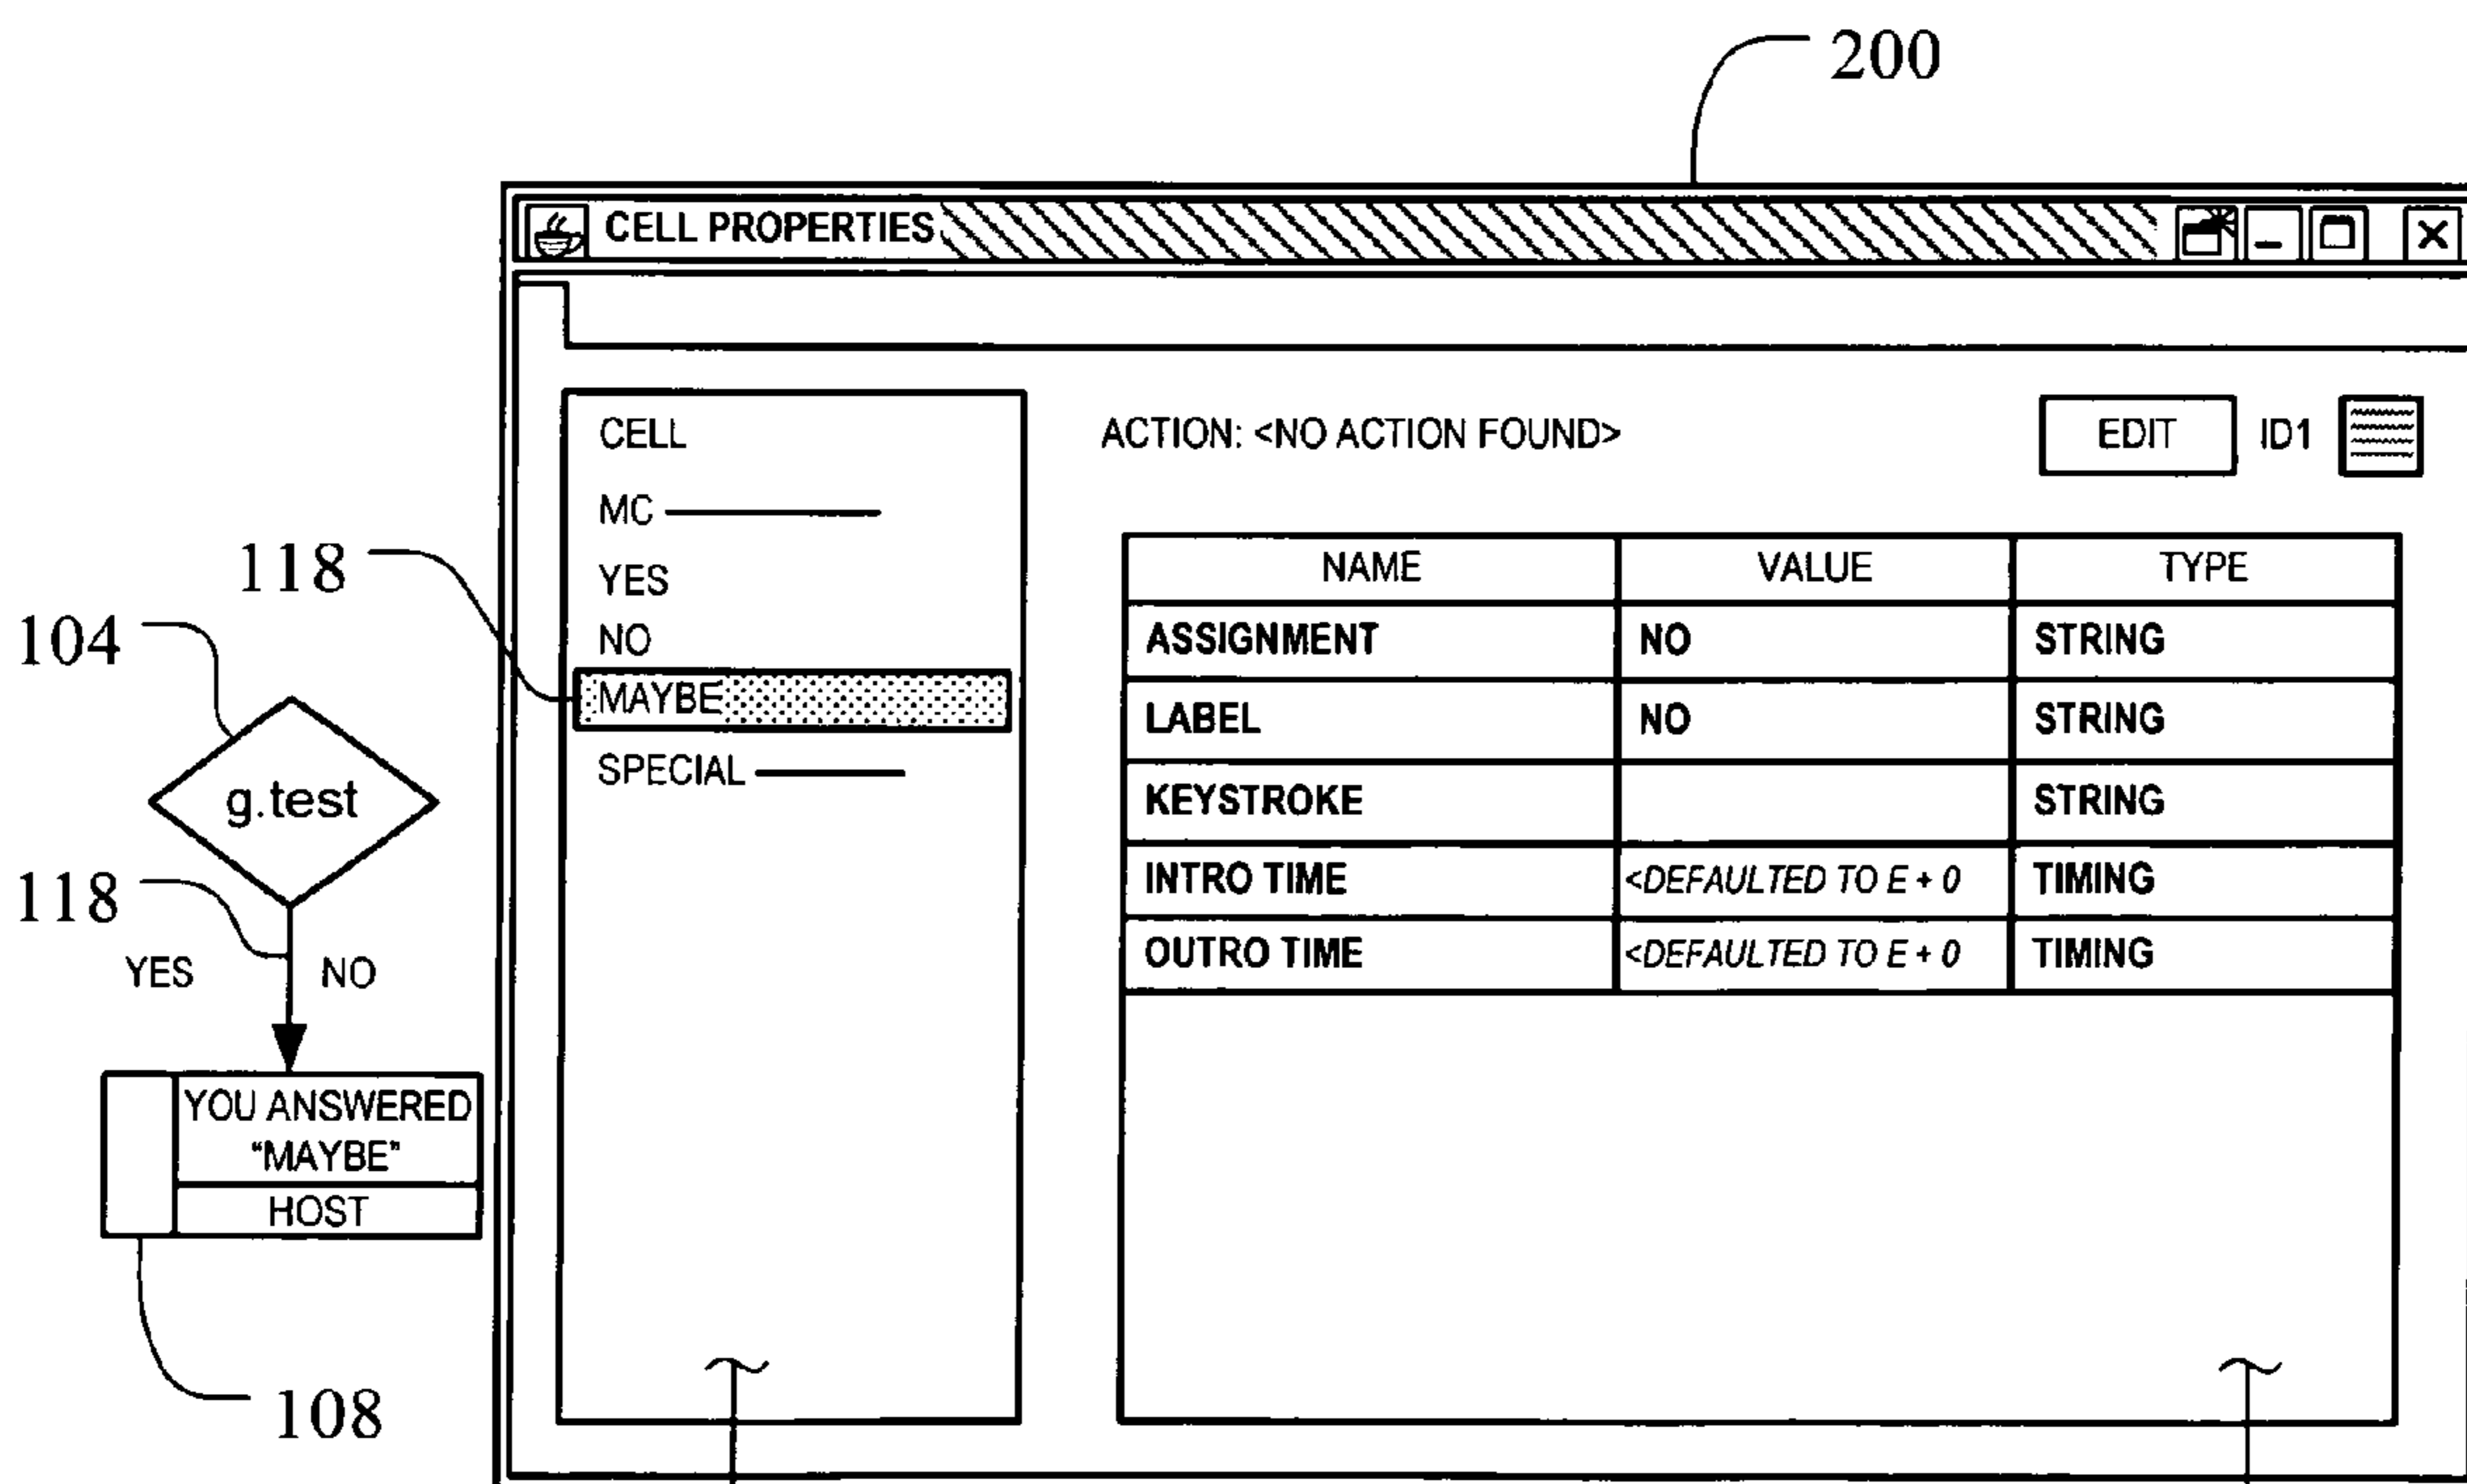 200
CELL PROPERTIES
CELL
MC
YES
NO
MAYBE
SPECIAL
ACTION: <NO ACTION FOUND>
EDIT ID1
NAME VALUE TYPE
ASSIGNMENT NO STRING
LABEL NO STRING
KEYSTROKE STRING
INTRO TIME <DEFAULTED TO E + 0 TIMING
OUTRO TIME <DEFAULTED TO E + 0 TIMING
118
104
g.test
118
YES NO
YOU ANSWERED
"MAYBE"
HOST
108